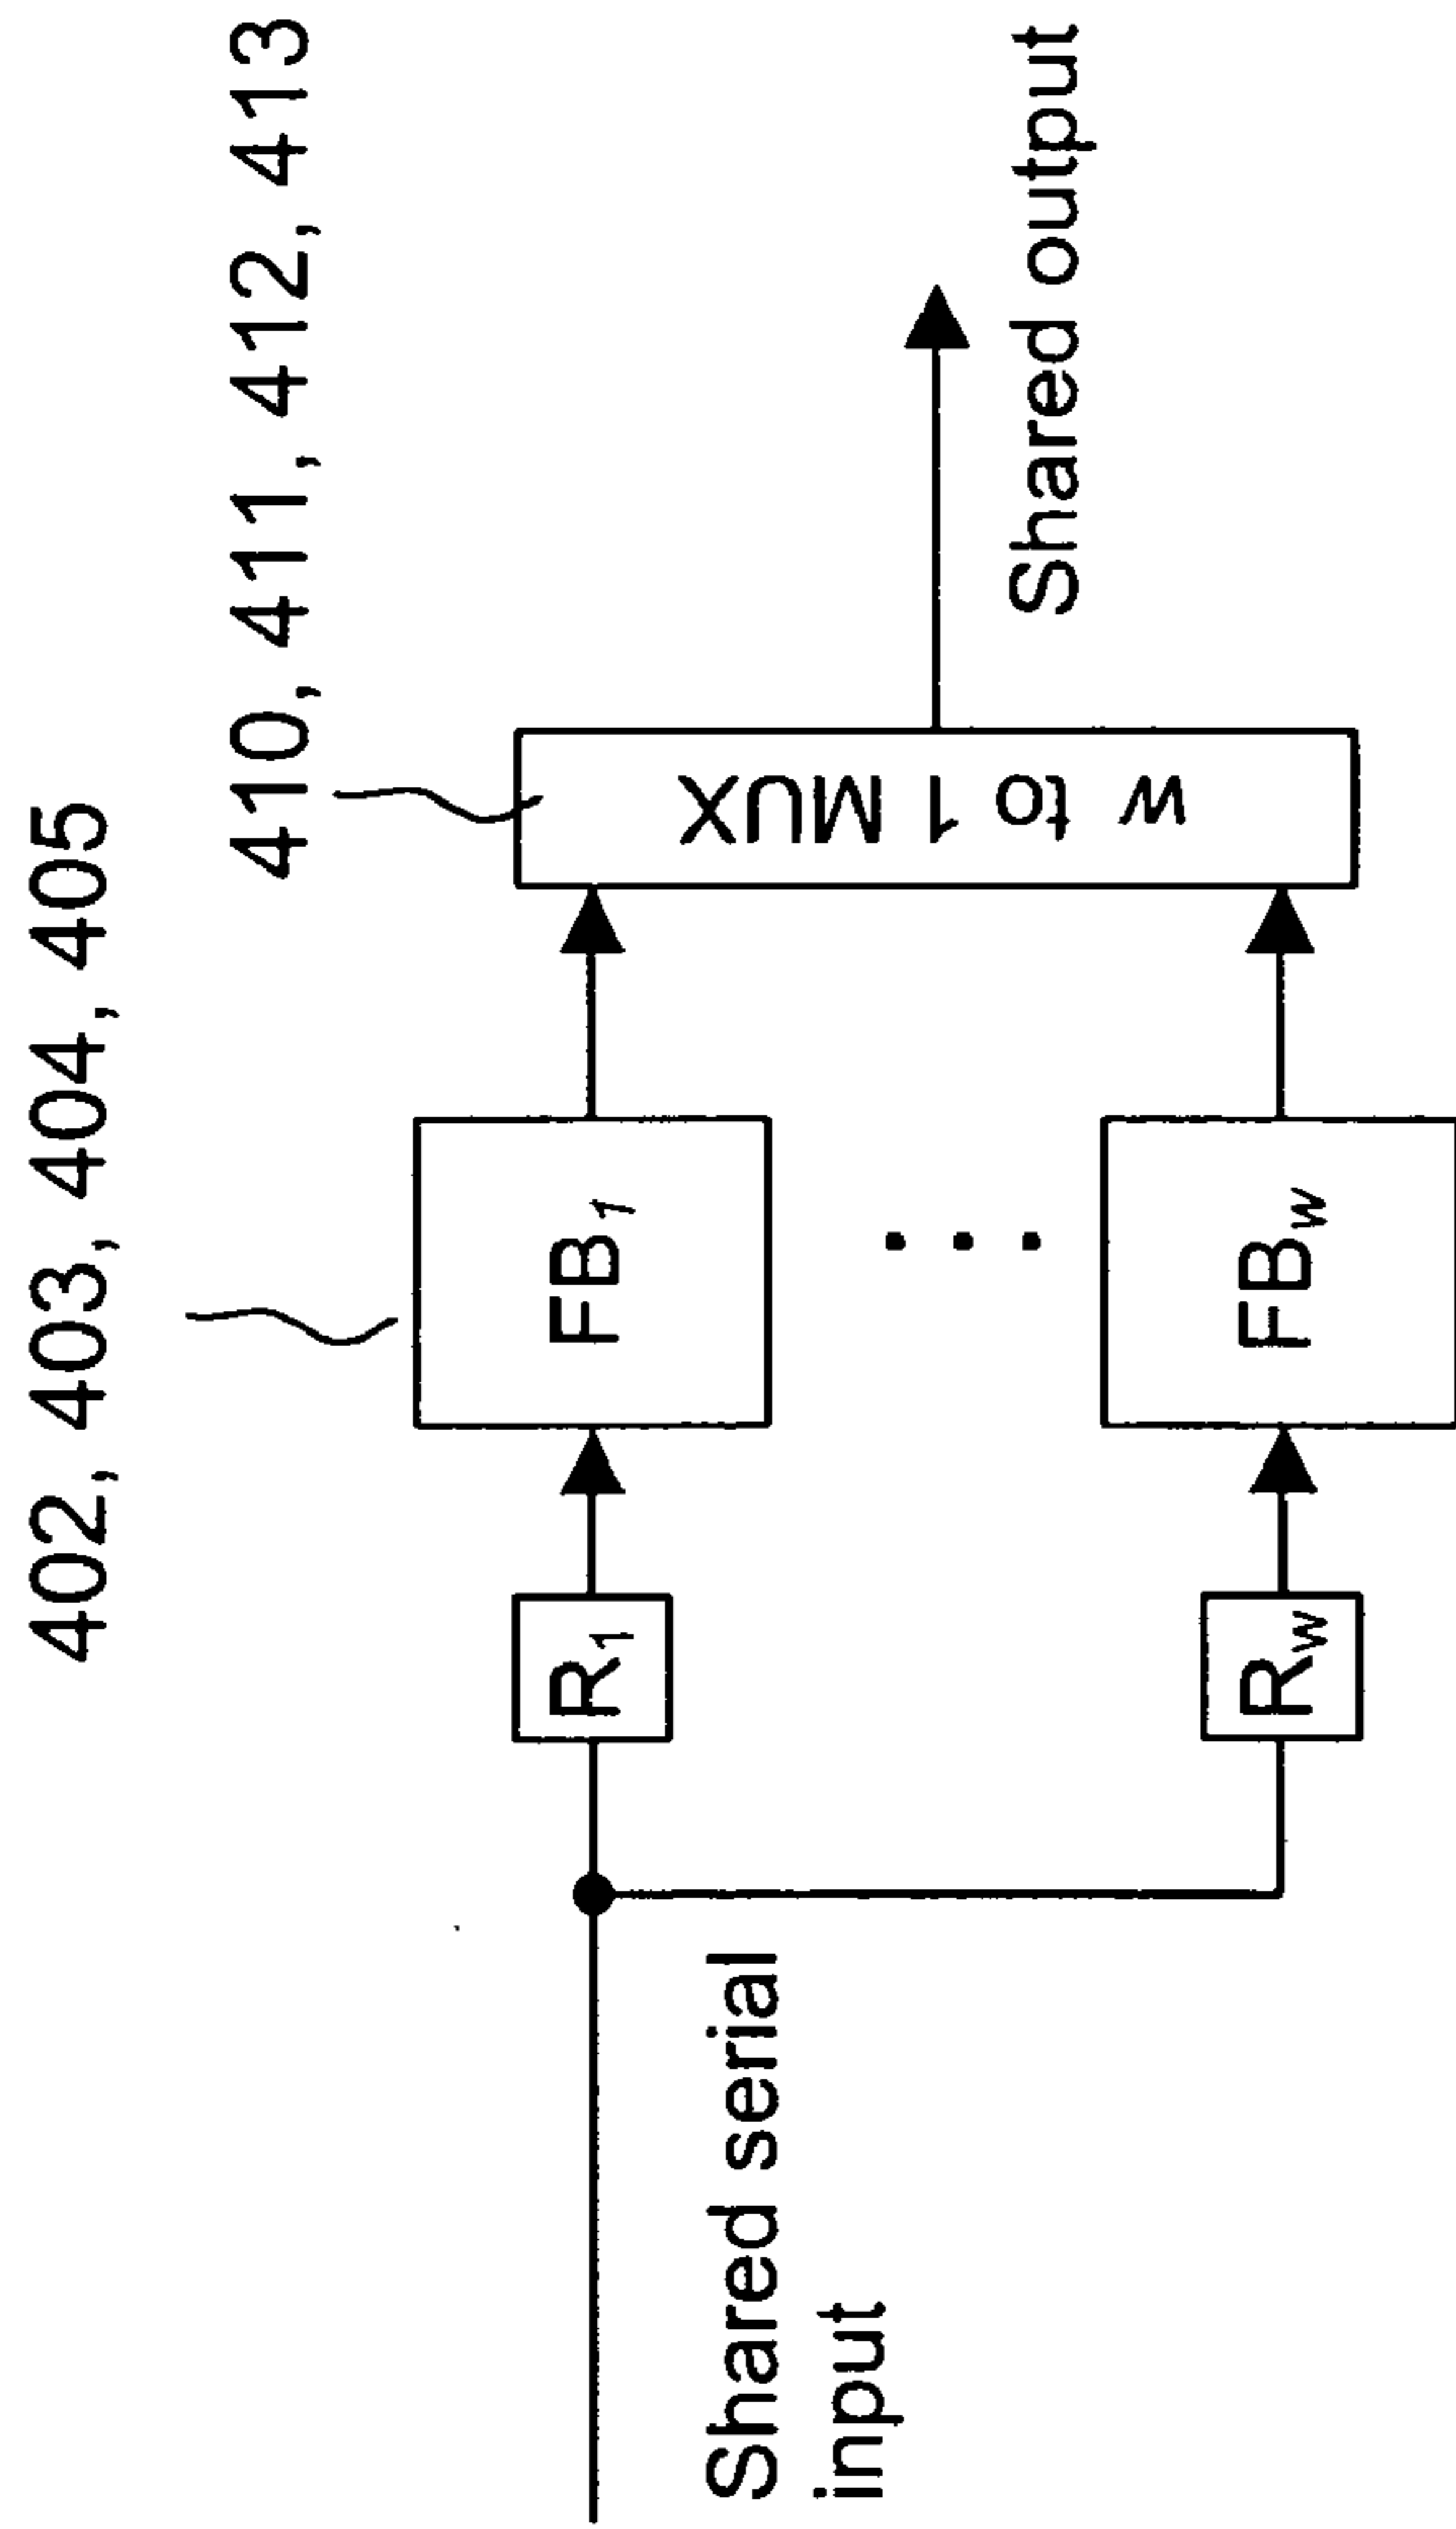 402, 403, 404, 405
410, 411, 412, 413
Shared serial
input
R1
FB1
w to 1 MUX
Shared output
Rw
FBw